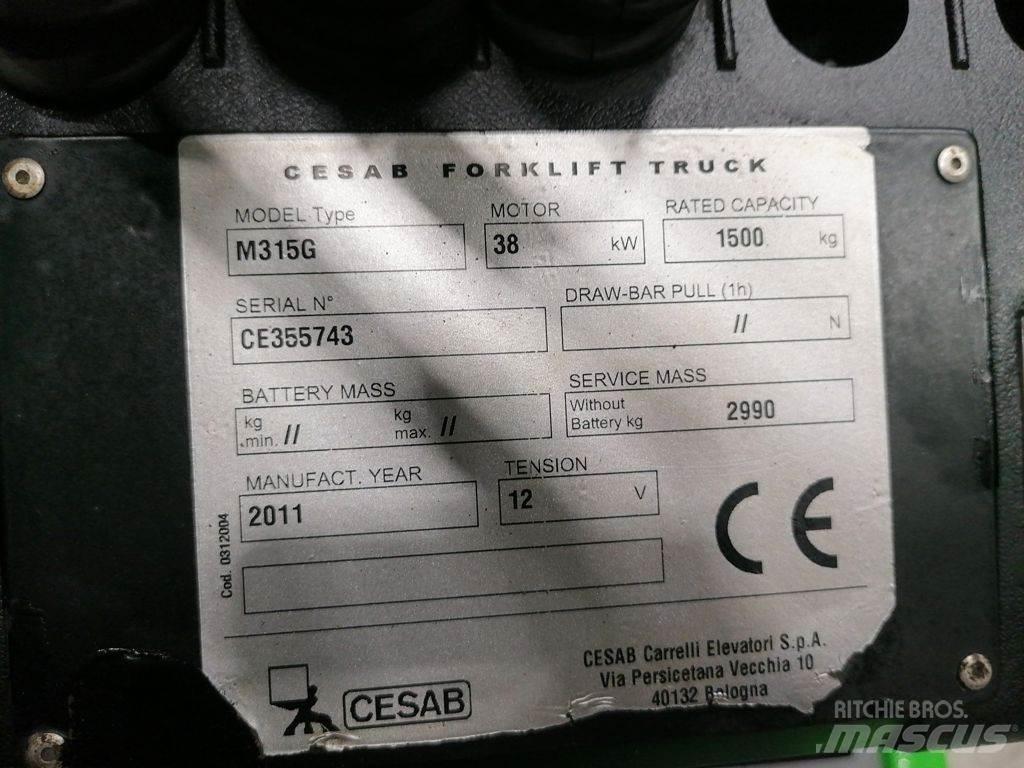 CESAB FORKLIFT TRUCK
MODEL Type
M315G
MOTOR
38 kW
RATED CAPACITY
1500 kg
SERIAL N°
CE355743
DRAW-BAR PULL (1h)
// N
BATTERY MASS
kg min. // kg max. //
SERVICE MASS
Without Battery kg 2990
MANUFACT. YEAR
2011
TENSION
12 V
CE
Cod. 0312004
CESAB
CESAB Carrelli Elevatori S.p.A.
Via Persicetana Vecchia 10
40132 Bologna
RITCHIE BROS.
MASCUS